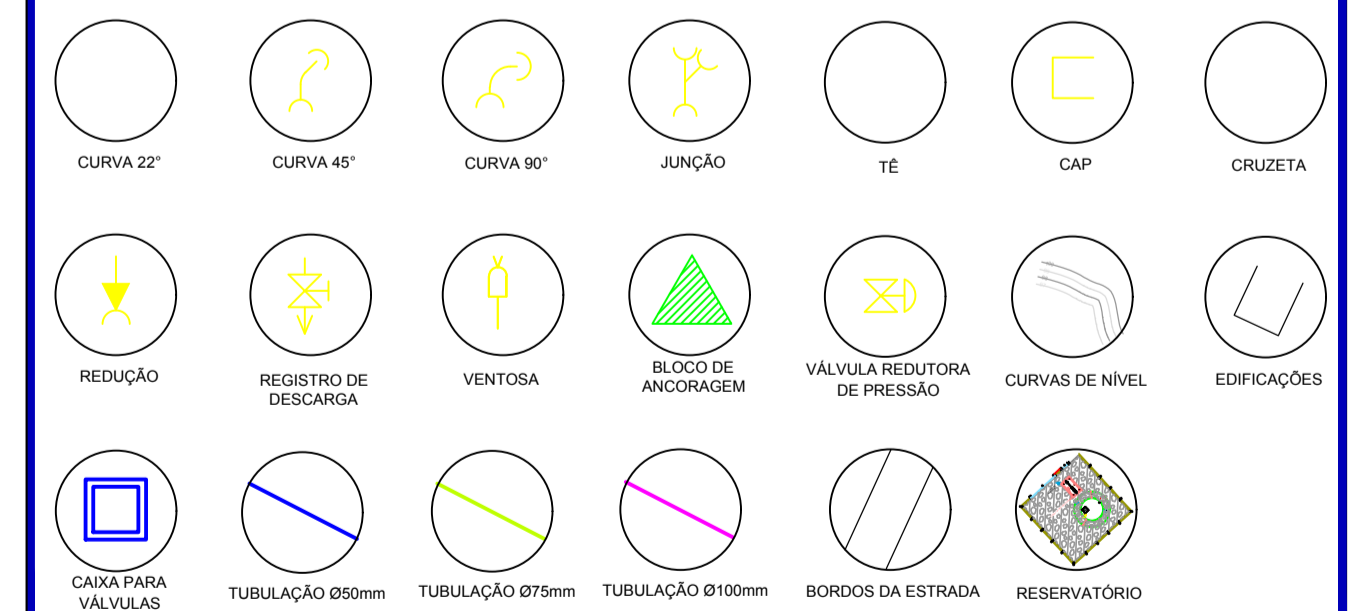 CURVA 22°
CURVA 45°
CURVA 90°
JUNÇÃO
TÊ
CAP
CRUZETA
REDUÇÃO
REGISTRO DE
DESCARGA
VENTOSA
BLOCO DE
ANCORAGEM
VÁLVULA REDUTORA
DE PRESSÃO
CURVAS DE NÍVEL
EDIFICAÇÕES
CAIXA PARA
VÁLVULAS
TUBULAÇÃO Ø50mm
TUBULAÇÃO Ø75mm
TUBULAÇÃO Ø100mm
BORDOS DA ESTRADA
RESERVATÓRIO